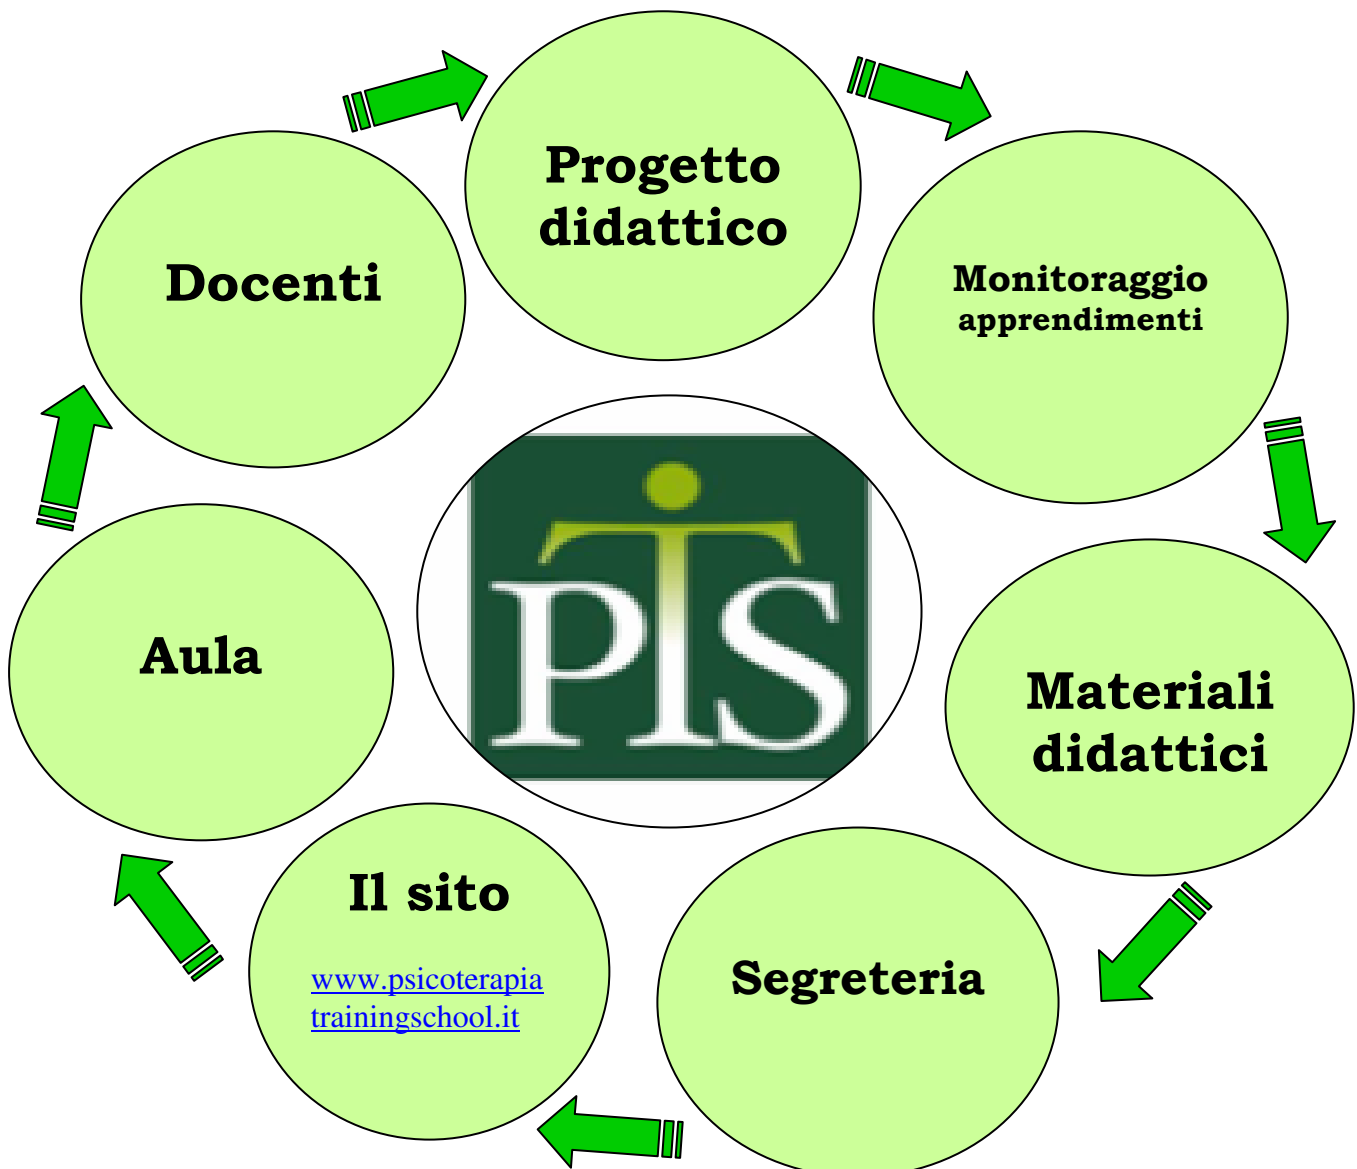 Progetto
didattico
Docenti
Monitoraggio
apprendimenti
PTS
Aula
Materiali
didattici
Il sito
www.psicoterapia
trainingschool.it
Segreteria